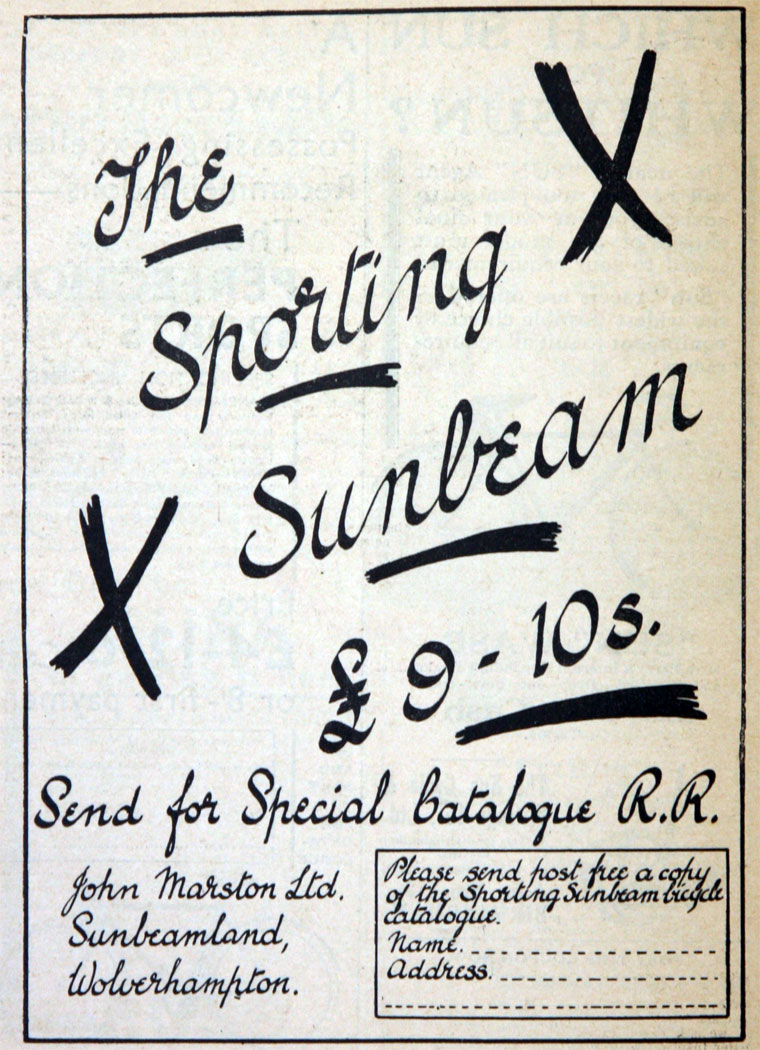 X
The
Sporting
Sunbeam
X
£9-10s.
Send for Special Catalogue R.R.
John Marston Ltd.
Sunbeamland,
Wolverhampton.
Please send post free a copy
of the Sporting Sunbeam bicycle
catalogue.
Name
Address